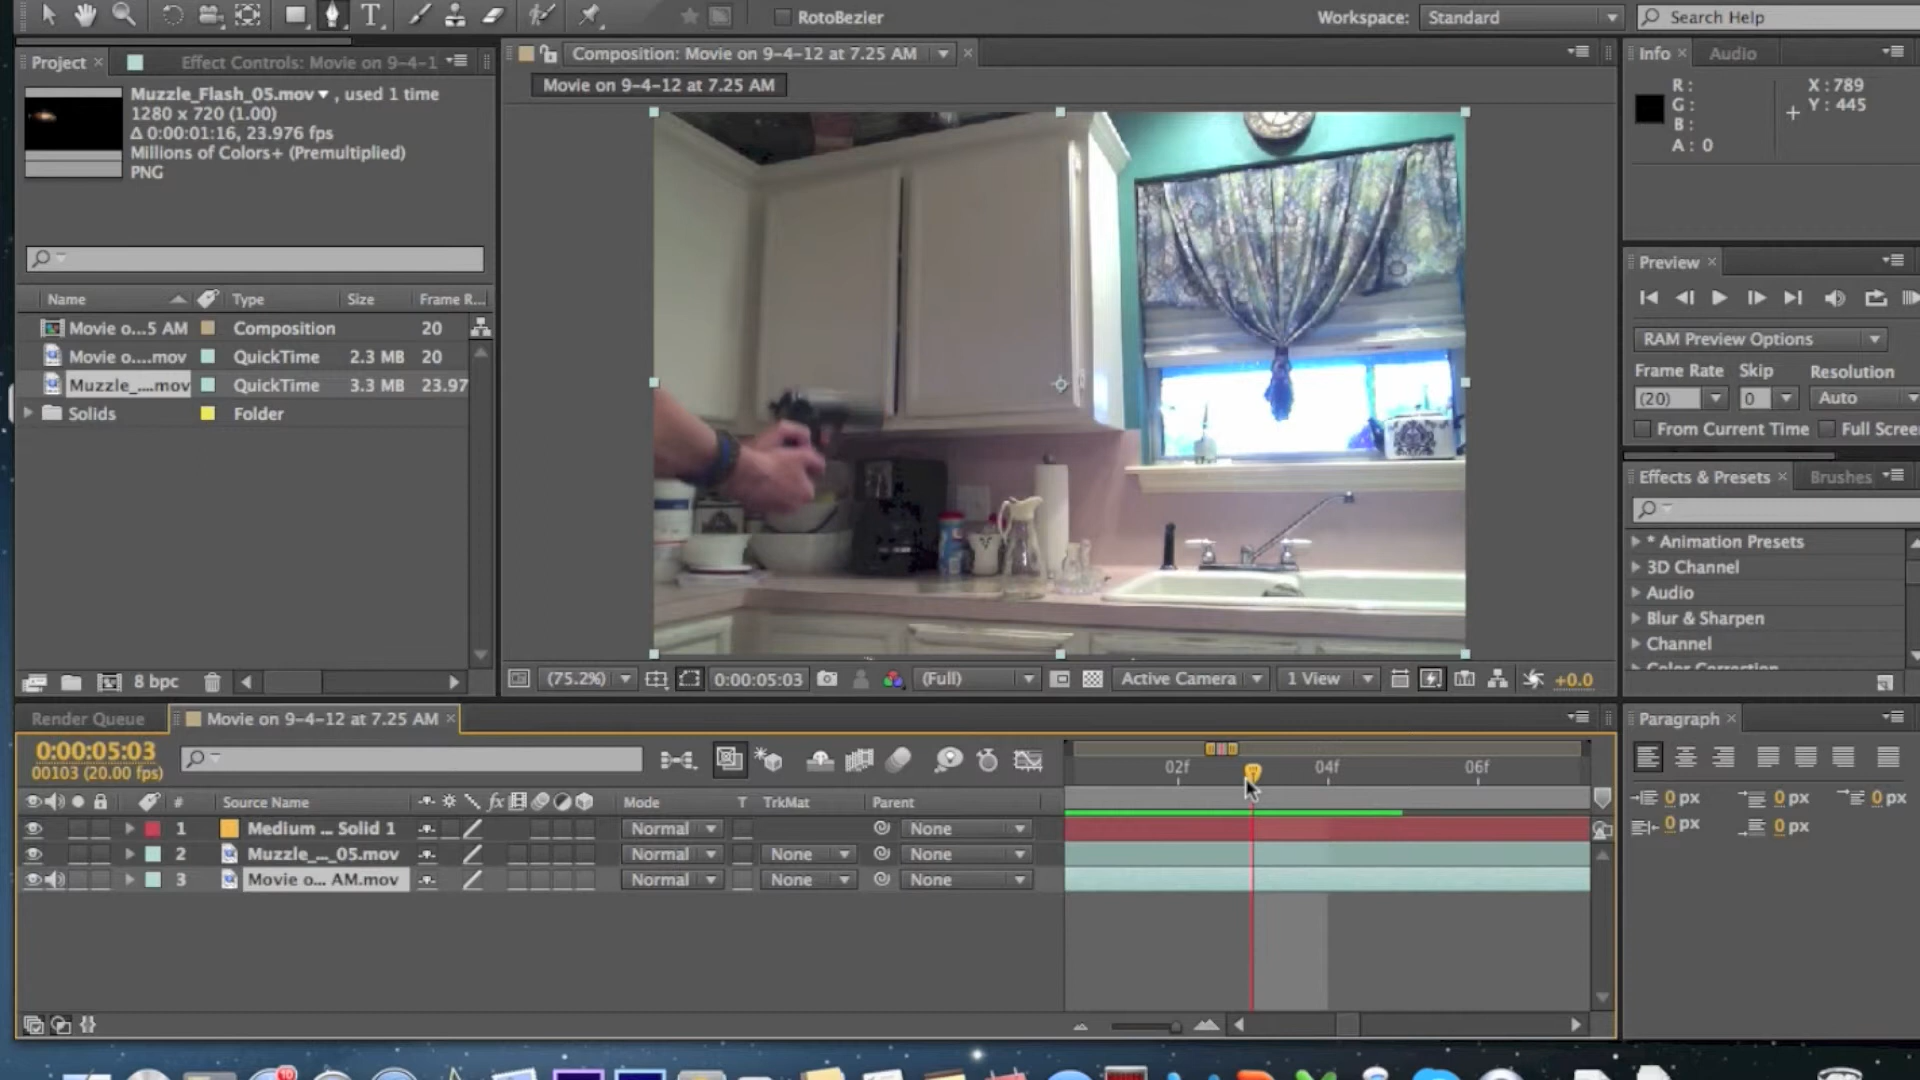 RotoBezier
Workspace: Standard
Search Help
Project
Effect Controls: Movie on 9-4-1
Composition: Movie on 9-4-12 at 7.25 AM
Info
Audio
Muzzle_Flash_05.mov , used 1 time
Movie on 9-4-12 at 7.25 AM
1280 x 720 (1.00)
Δ 0:00:01:16, 23.976 fps
Millions of Colors+ (Premultiplied)
PNG
R :
G :
B :
A : 0
X : 789
Y : 445
Preview
Name Type Size Frame R...
Movie o...5 AM Composition 20
Movie o....mov QuickTime 2.3 MB 20
Muzzle_....mov QuickTime 3.3 MB 23.97
Solids Folder
RAM Preview Options
Frame Rate Skip Resolution
(20) 0 Auto
From Current Time Full Scree
Effects & Presets
Brushes
* Animation Presets
3D Channel
Audio
Blur & Sharpen
Channel
Color Correction
8 bpc
(75.2%) 0:00:05:03 (Full) Active Camera 1 View +0.0
Render Queue
Movie on 9-4-12 at 7.25 AM
Paragraph
0:00:05:03
00103 (20.00 fps)
02f 04f 06f
# Source Name fx Mode T TrkMat Parent
1 Medium ... Solid 1 Normal None
2 Muzzle_..._05.mov Normal None None
3 Movie o... AM.mov Normal None None
0 px 0 px 0 px
0 px 0 px
10